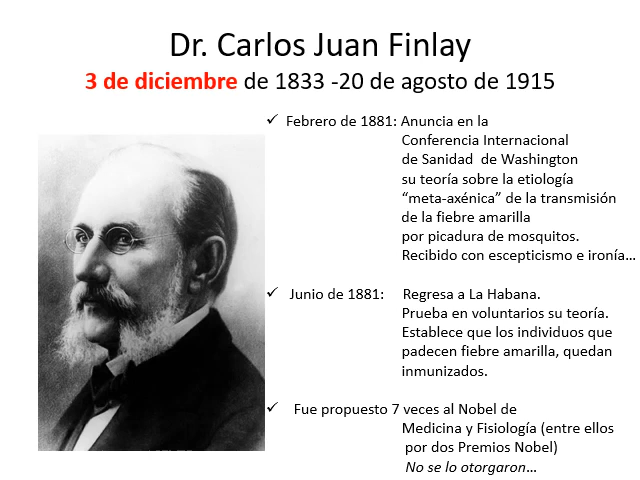 Dr. Carlos Juan Finlay
3 de diciembre de 1833 -20 de agosto de 1915
✓ Febrero de 1881: Anuncia en la
Conferencia Internacional
de Sanidad de Washington
su teoría sobre la etiología
“meta-axénica” de la transmisión
de la fiebre amarilla
por picadura de mosquitos.
Recibido con escepticismo e ironía…
✓ Junio de 1881: Regresa a La Habana.
Prueba en voluntarios su teoría.
Establece que los individuos que
padecen fiebre amarilla, quedan
inmunizados.
✓ Fue propuesto 7 veces al Nobel de
Medicina y Fisiología (entre ellos
por dos Premios Nobel)
No se lo otorgaron…